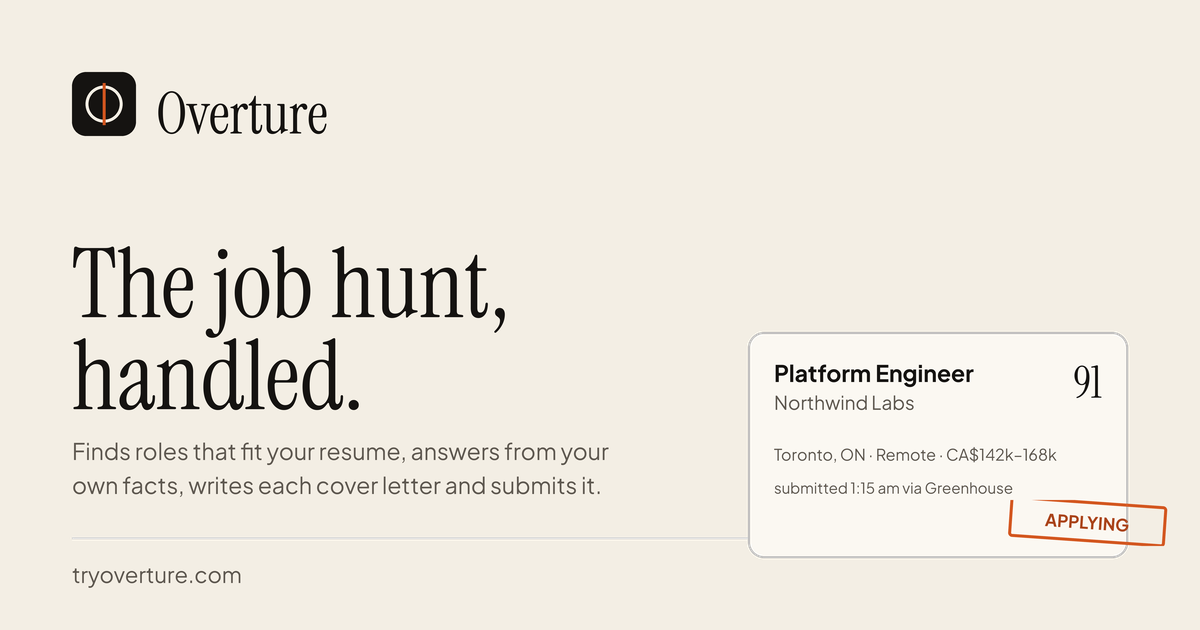 Overture
The job hunt,
handled.
Finds roles that fit your resume, answers from your
own facts, writes each cover letter and submits it.
tryoverture.com
Platform Engineer
91
Northwind Labs
Toronto, ON · Remote · CA$142k–168k
submitted 1:15 am via Greenhouse
APPLYING